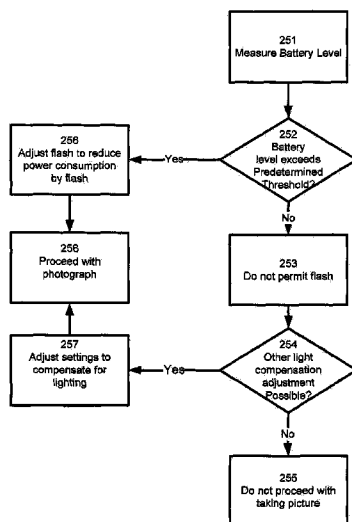 251
Measure Battery Level
252
Battery
level exceeds
Predetermined
Threshold?
Yes
256
Adjust flash to reduce
power consumption
by flash
No
258
Proceed with
photograph
253
Do not permit flash
257
Adjust settings to
compensate for
lighting
Yes
254
Other light
compensation
adjustment
Possible?
No
255
Do not proceed with
taking picture